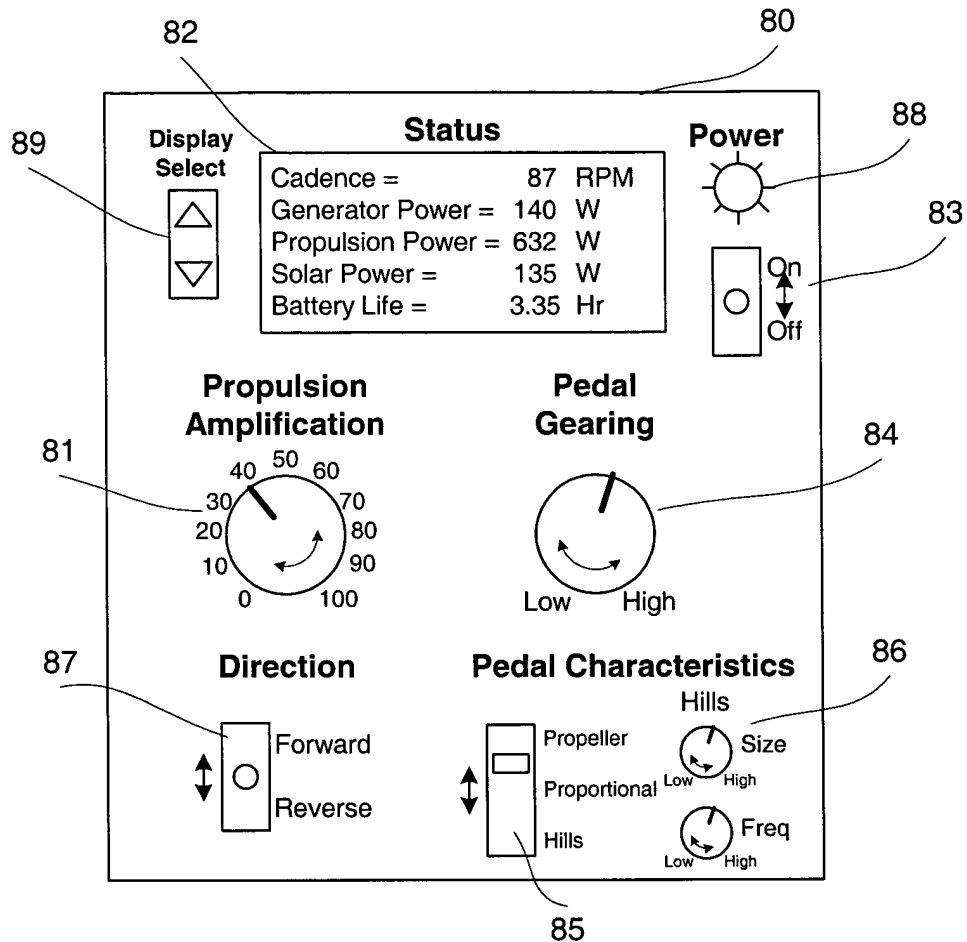 82
80
89
Display
Select
Status
Power
88
Cadence = 87 RPM
Generator Power = 140 W
Propulsion Power = 632 W
Solar Power = 135 W
Battery Life = 3.35 Hr
83
On
Off
Propulsion
Amplification
Pedal
Gearing
81
0
10
20
30
40
50
60
70
80
90
100
84
Low High
87
Direction
Forward
Reverse
Pedal Characteristics
Propeller
Proportional
Hills
85
86
Hills
Size
Low High
Freq
Low High